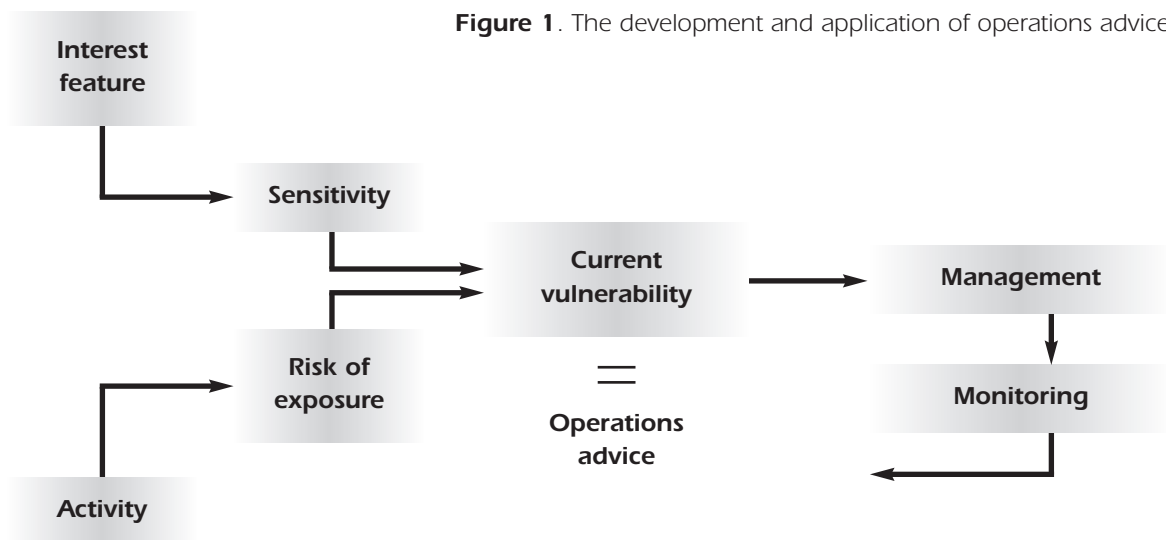 Figure 1. The development and application of operations advice
Interest
feature
Sensitivity
Current
vulnerability
Management
Risk of
exposure
Monitoring
Operations
advice
Activity